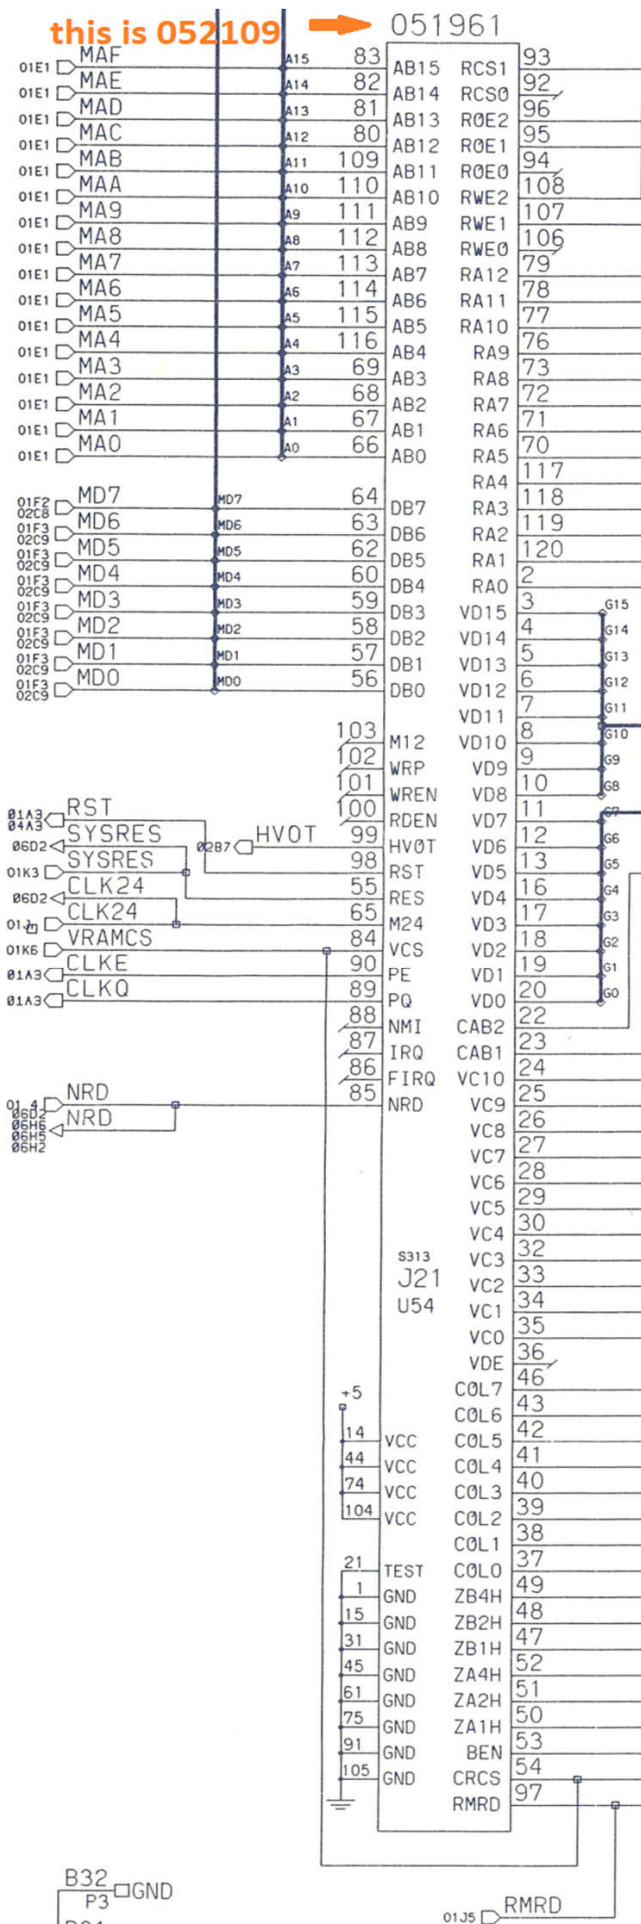 this is 052109
051961
01E1 MAF A15 83 AB15 RCS1 93
01E1 MAE A14 82 AB14 RCS0 92
01E1 MAD A13 81 AB13 ROE2 96
01E1 MAC A12 80 AB12 ROE1 95
01E1 MAB A11 109 AB11 ROE0 94
01E1 MAA A10 110 AB10 RWE2 108
01E1 MA9 A9 111 AB9 RWE1 107
01E1 MA8 A8 112 AB8 RWE0 106
01E1 MA7 A7 113 AB7 RA12 79
01E1 MA6 A6 114 AB6 RA11 78
01E1 MA5 A5 115 AB5 RA10 77
01E1 MA4 A4 116 AB4 RA9 76
01E1 MA3 A3 69 AB3 RA8 73
01E1 MA2 A2 68 AB2 RA7 72
01E1 MA1 A1 67 AB1 RA6 71
01E1 MA0 A0 66 AB0 RA5 70
RA4 117
01F2 02C8 MD7 MD7 64 DB7 RA3 118
01F3 02C9 MD6 MD6 63 DB6 RA2 119
01F3 02C9 MD5 MD5 62 DB5 RA1 120
01F3 02C9 MD4 MD4 60 DB4 RA0 2
01F3 02C9 MD3 MD3 59 DB3 VD15 3 G15
01F3 02C9 MD2 MD2 58 DB2 VD14 4 G14
01F3 02C9 MD1 MD1 57 DB1 VD13 5 G13
01F3 02C9 MD0 MD0 56 DB0 VD12 6 G12
VD11 7 G11
103 M12 VD10 8 G10
102 WRP VD9 9 G9
101 WREN VD8 10 G8
01A3 04A3 RST 100 RDEN VD7 11 G7
06D2 SYSRES 02B7 HVOT 99 HVOT VD6 12 G6
01K3 SYSRES 98 RST VD5 13 G5
06D2 CLK24 55 RES VD4 16 G4
01J CLK24 65 M24 VD3 17 G3
01K6 VRAMCS 84 VCS VD2 18 G2
01A3 CLKE 90 PE VD1 19 G1
01A3 CLKQ 89 PQ VD0 20 G0
88 NMI CAB2 22
87 IRQ CAB1 23
86 FIRQ VC10 24
01 4 NRD 85 NRD VC9 25
06D2 06H6 06H5 06H2 NRD VC8 26
VC7 27
VC6 28
VC5 29
VC4 30
S313 VC3 32
J21 VC2 33
U54 VC1 34
VC0 35
VDE 36
+5 COL7 46
COL6 43
14 VCC COL5 42
44 VCC COL4 41
74 VCC COL3 40
104 VCC COL2 39
COL1 38
21 TEST COL0 37
1 GND ZB4H 49
15 GND ZB2H 48
31 GND ZB1H 47
45 GND ZA4H 52
61 GND ZA2H 51
75 GND ZA1H 50
91 GND BEN 53
105 GND CRCS 54
RMRD 97
B32 GND
P3
01J5 RMRD